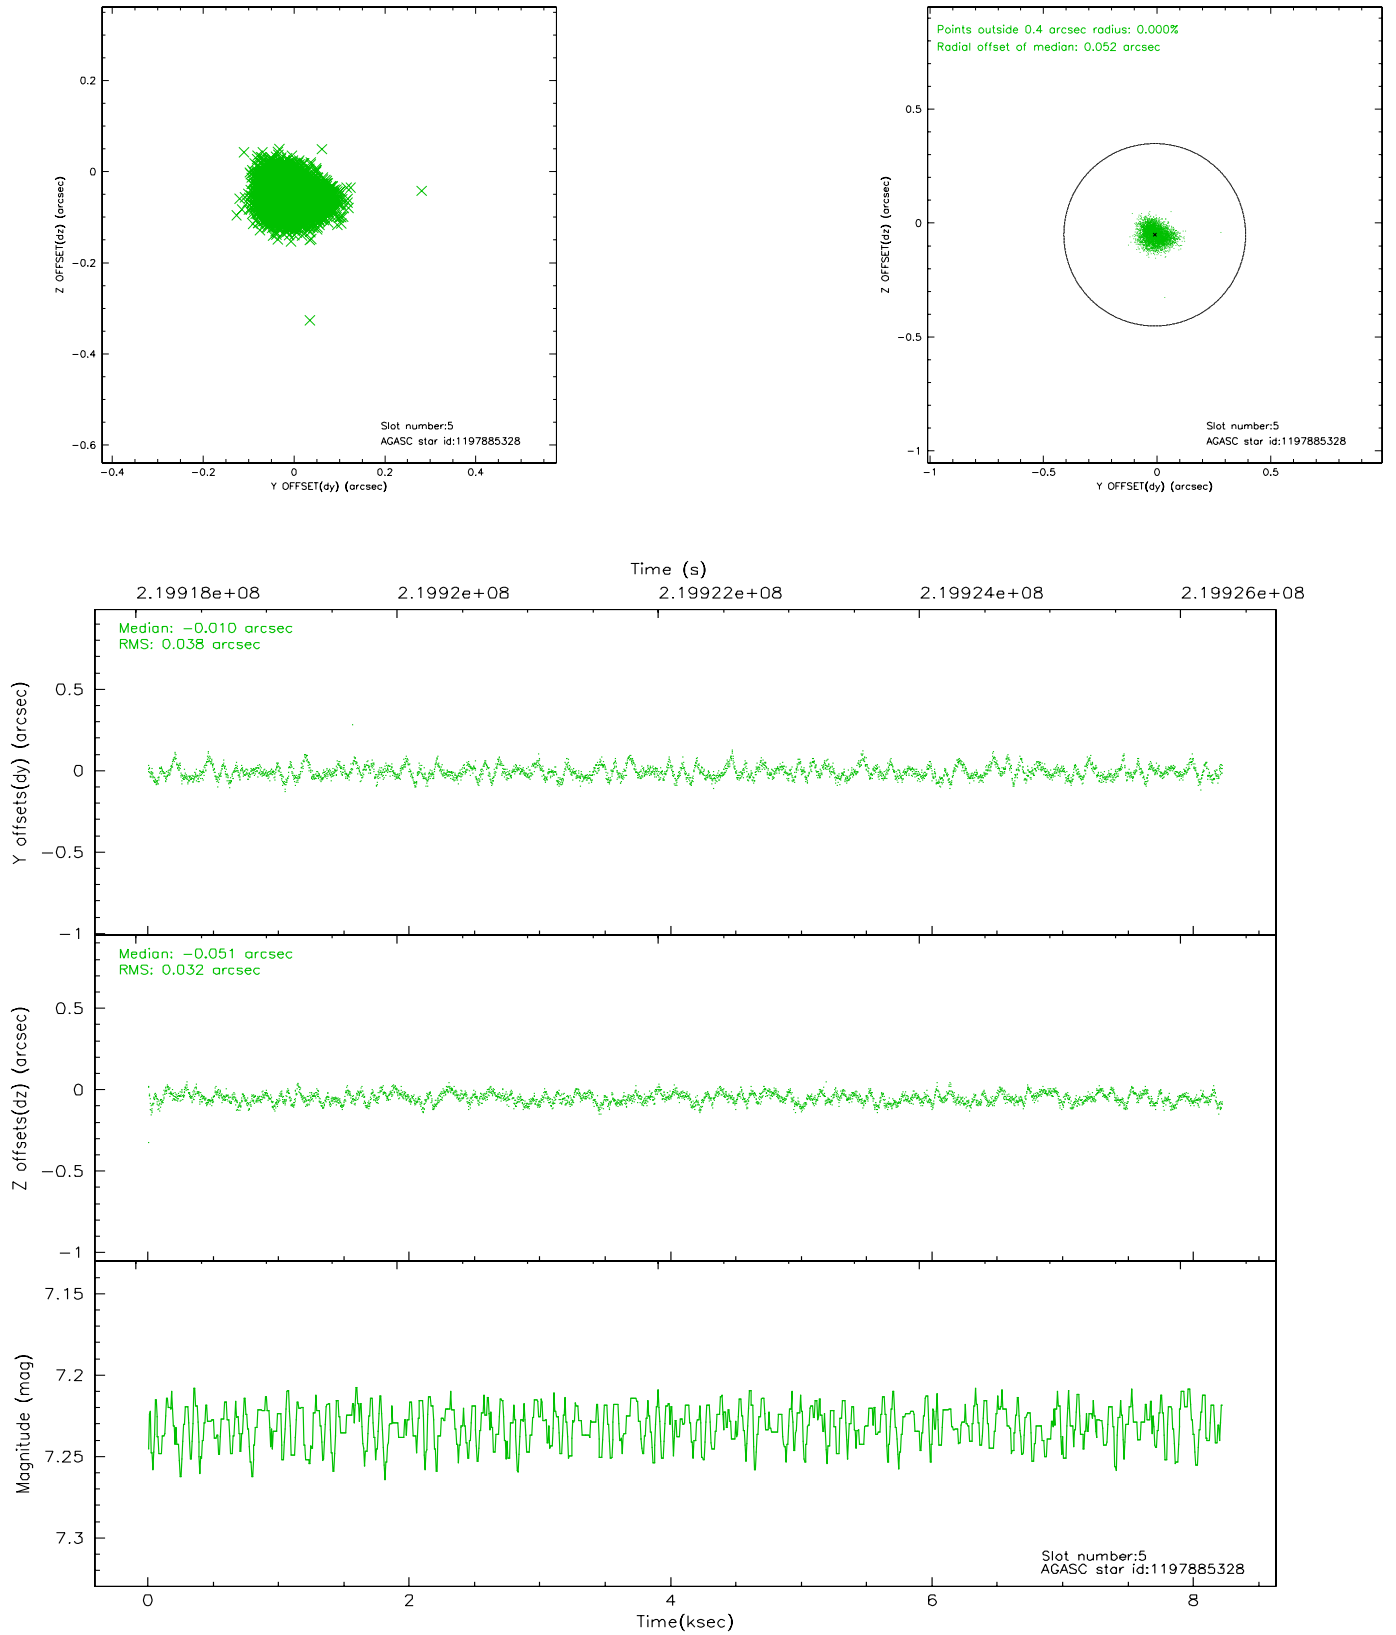 0.2
0
-0.2
-0.4
-0.6
Z OFFSET(dz) (arcsec)
Slot number:5
AGASC star id:1197885328
-0.4 -0.2 0 0.2 0.4
Y OFFSET(dy) (arcsec)
Points outside 0.4 arcsec radius: 0.000%
Radial offset of median: 0.052 arcsec
0.5
0
-0.5
-1
Z OFFSET(dz) (arcsec)
Slot number:5
AGASC star id:1197885328
-1 -0.5 0 0.5
Y OFFSET(dy) (arcsec)
Time (s)
2.19918e+08 2.1992e+08 2.19922e+08 2.19924e+08 2.19926e+08
Median: -0.010 arcsec
RMS: 0.038 arcsec
0.5
0
-0.5
-1
Y offsets(dy) (arcsec)
Median: -0.051 arcsec
RMS: 0.032 arcsec
0.5
0
-0.5
-1
Z offsets(dz) (arcsec)
7.15
7.2
7.25
7.3
Magnitude (mag)
Slot number:5
AGASC star id:1197885328
0 2 4 6 8
Time(ksec)